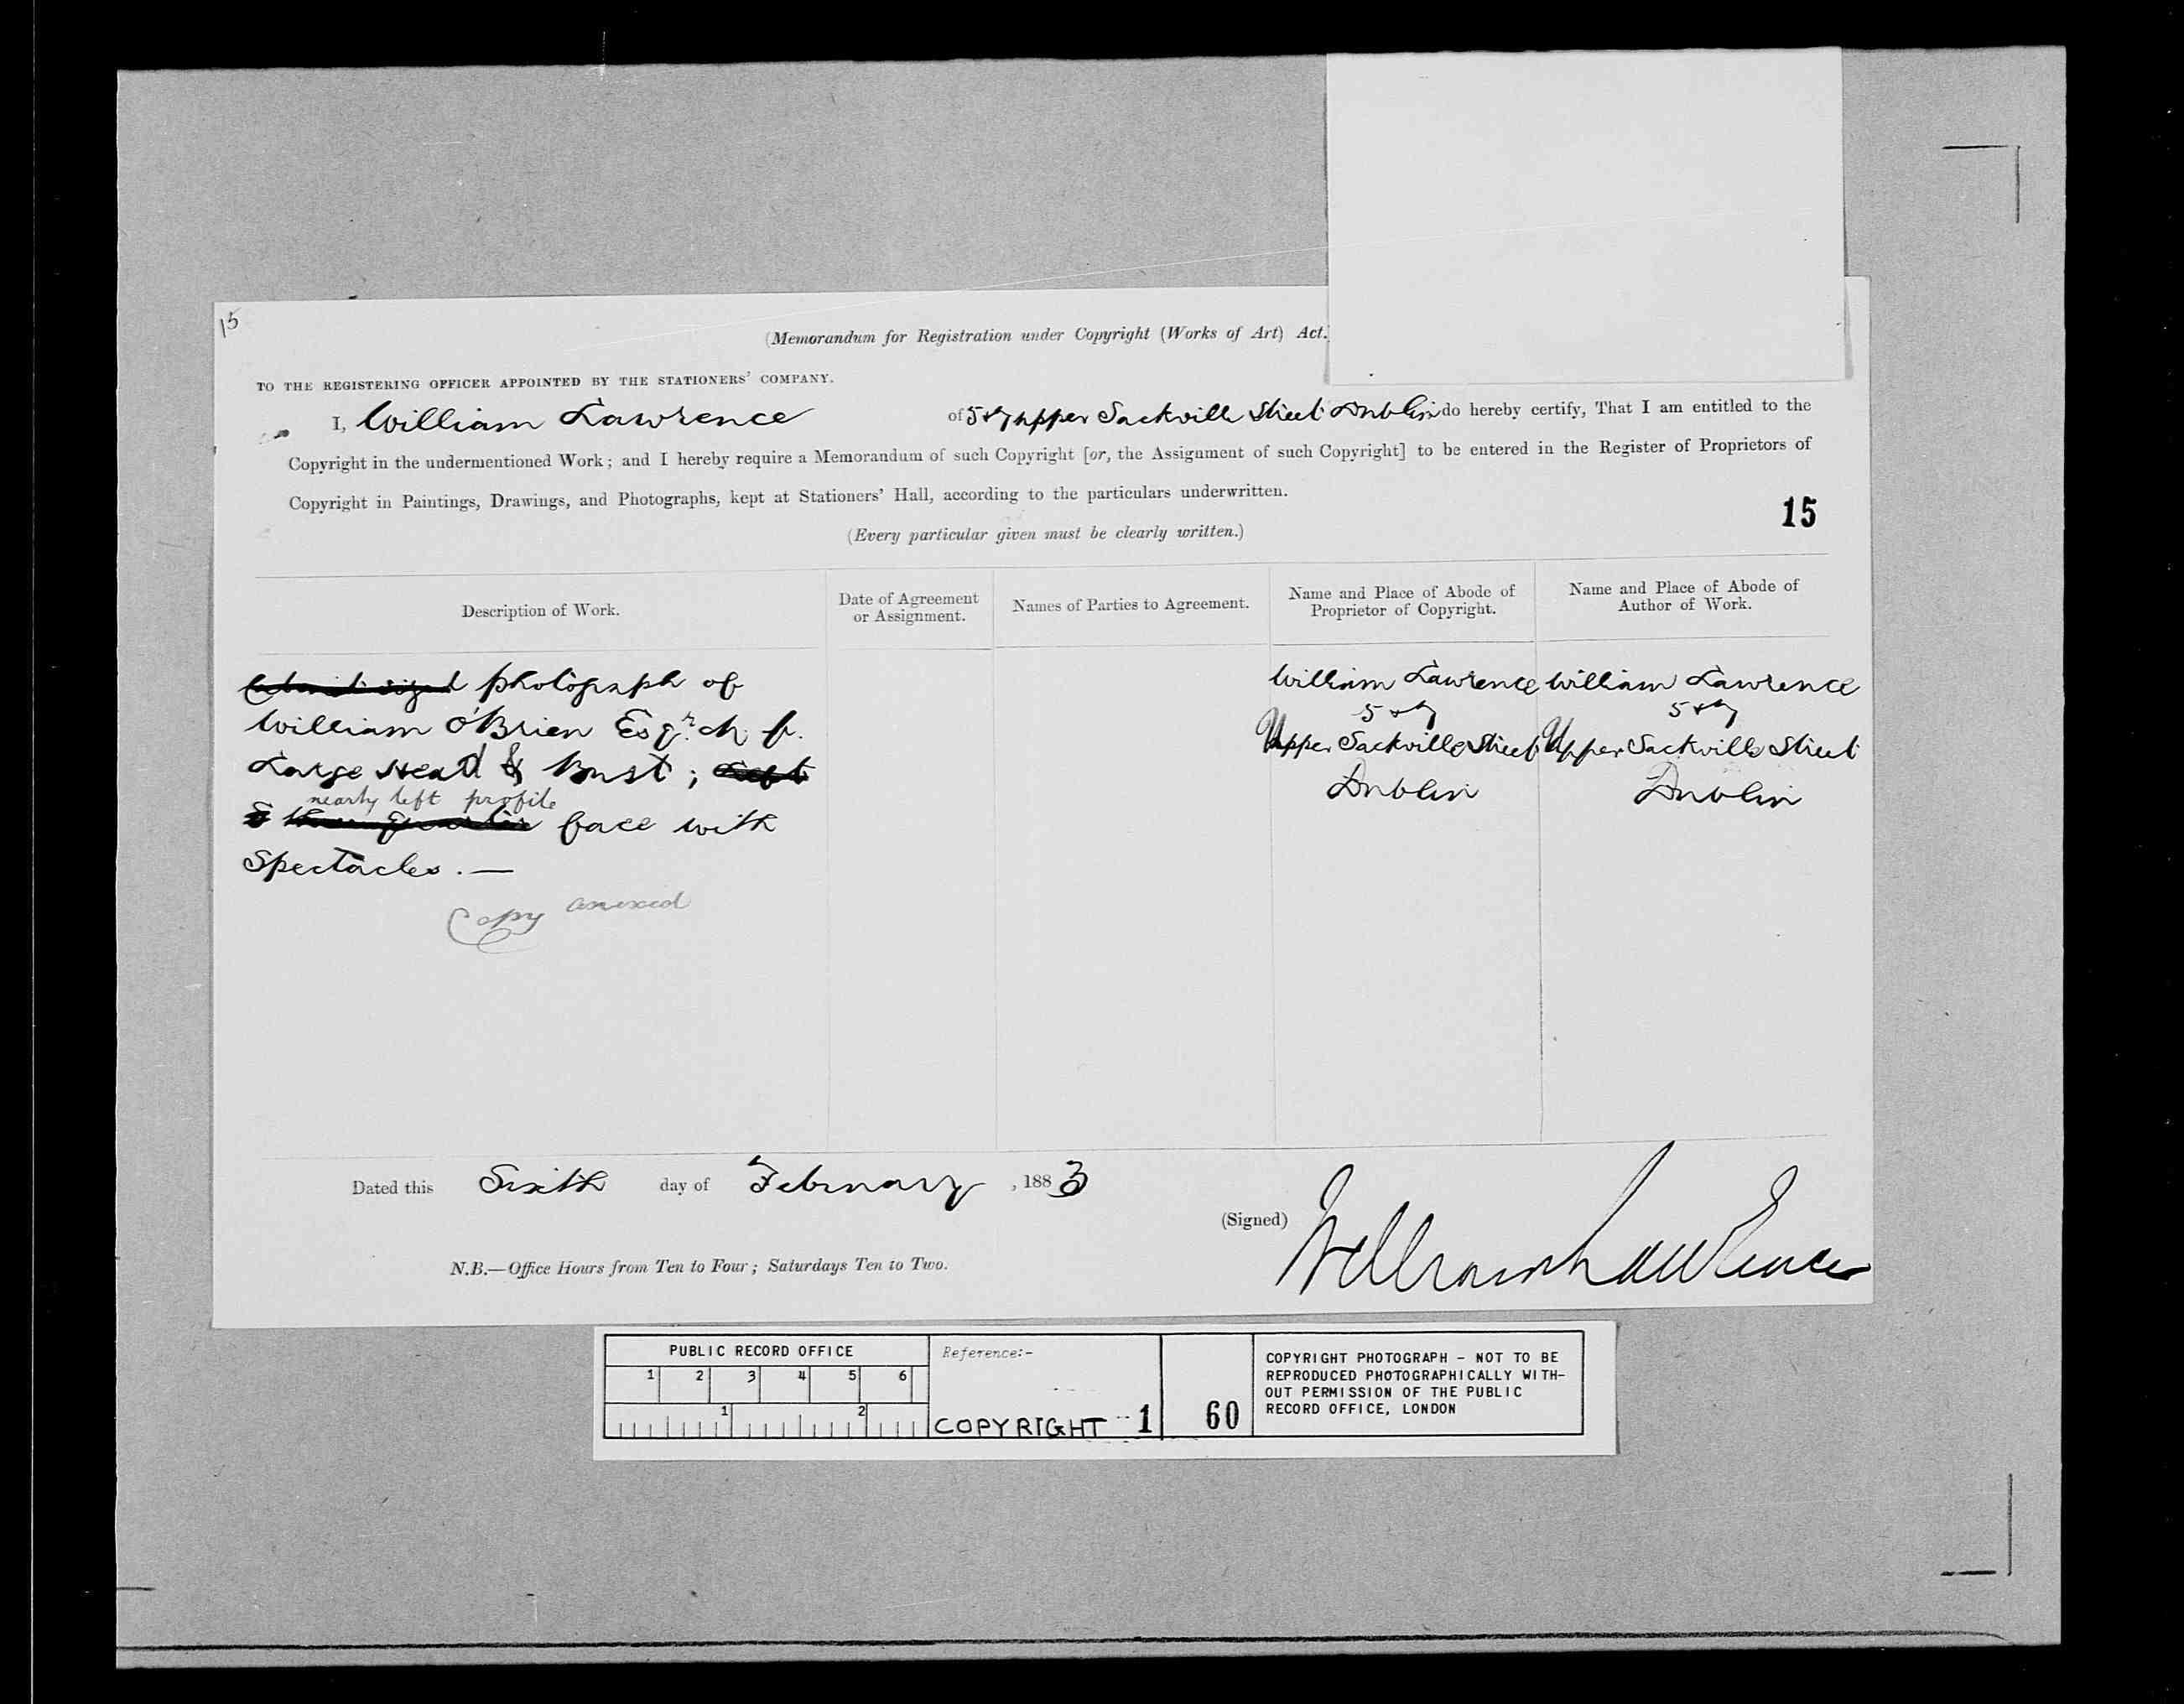 15
(Memorandum for Registration under Copyright (Works of Art) Act.
TO THE REGISTERING OFFICER APPOINTED BY THE STATIONERS' COMPANY.
I, William Lawrence of 5 & 7 upper Sackville Street Dublin do hereby certify, That I am entitled to the
Copyright in the undermentioned Work; and I hereby require a Memorandum of such Copyright [or, the Assignment of such Copyright] to be entered in the Register of Proprietors of
Copyright in Paintings, Drawings, and Photographs, kept at Stationers' Hall, according to the particulars underwritten.
15
(Every particular given must be clearly written.)
Description of Work.
Date of Agreement
or Assignment.
Names of Parties to Agreement.
Name and Place of Abode of
Proprietor of Copyright.
Name and Place of Abode of
Author of Work.
photograph of
William O'Brien Esqr. M. P.
Large Head & Bust; Left
nearly left profile
three quarter face with
Spectacles. —
Copy annexed
William Lawrence
5 & 7
Upper Sackville Street
Dublin
William Lawrence
5 & 7
Upper Sackville Street
Dublin
Dated this Sixth day of February, 1883
(Signed) William Lawrence
N.B.—Office Hours from Ten to Four; Saturdays Ten to Two.
PUBLIC RECORD OFFICE
1 2 3 4 5 6
1 2
Reference:-
COPYRIGHT 1 60
COPYRIGHT PHOTOGRAPH - NOT TO BE
REPRODUCED PHOTOGRAPHICALLY WITH-
OUT PERMISSION OF THE PUBLIC
RECORD OFFICE, LONDON